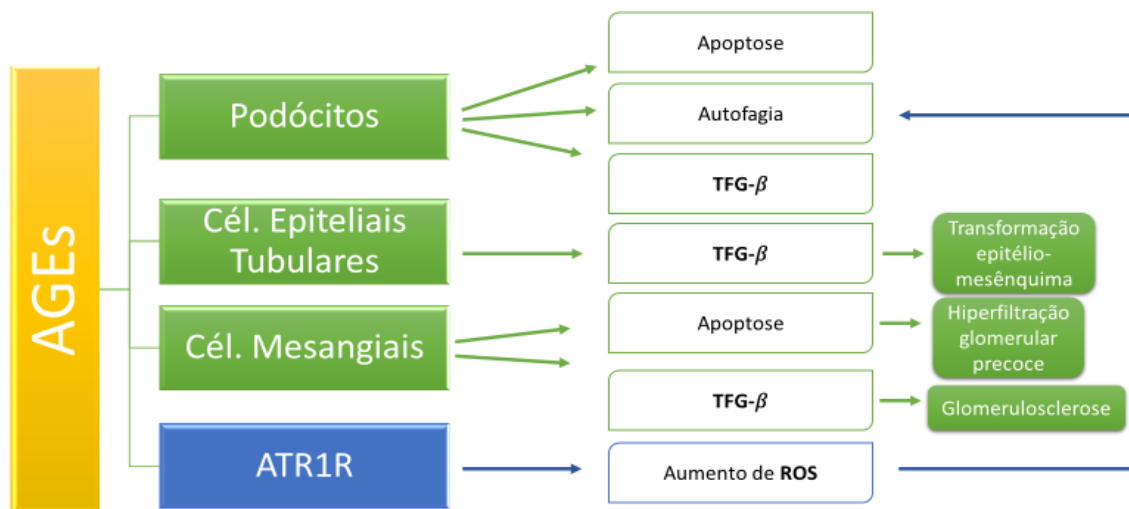 AGEs
Podócitos
Cél. Epiteliais
Tubulares
Cél. Mesangiais
ATR1R
Apoptose
Autofagia
TFG-β
TFG-β
Apoptose
TFG-β
Aumento de ROS
Transformação
epitélio-
mesênquima
Hiperfiltração
glomerular
precoce
Glomerulosclerose